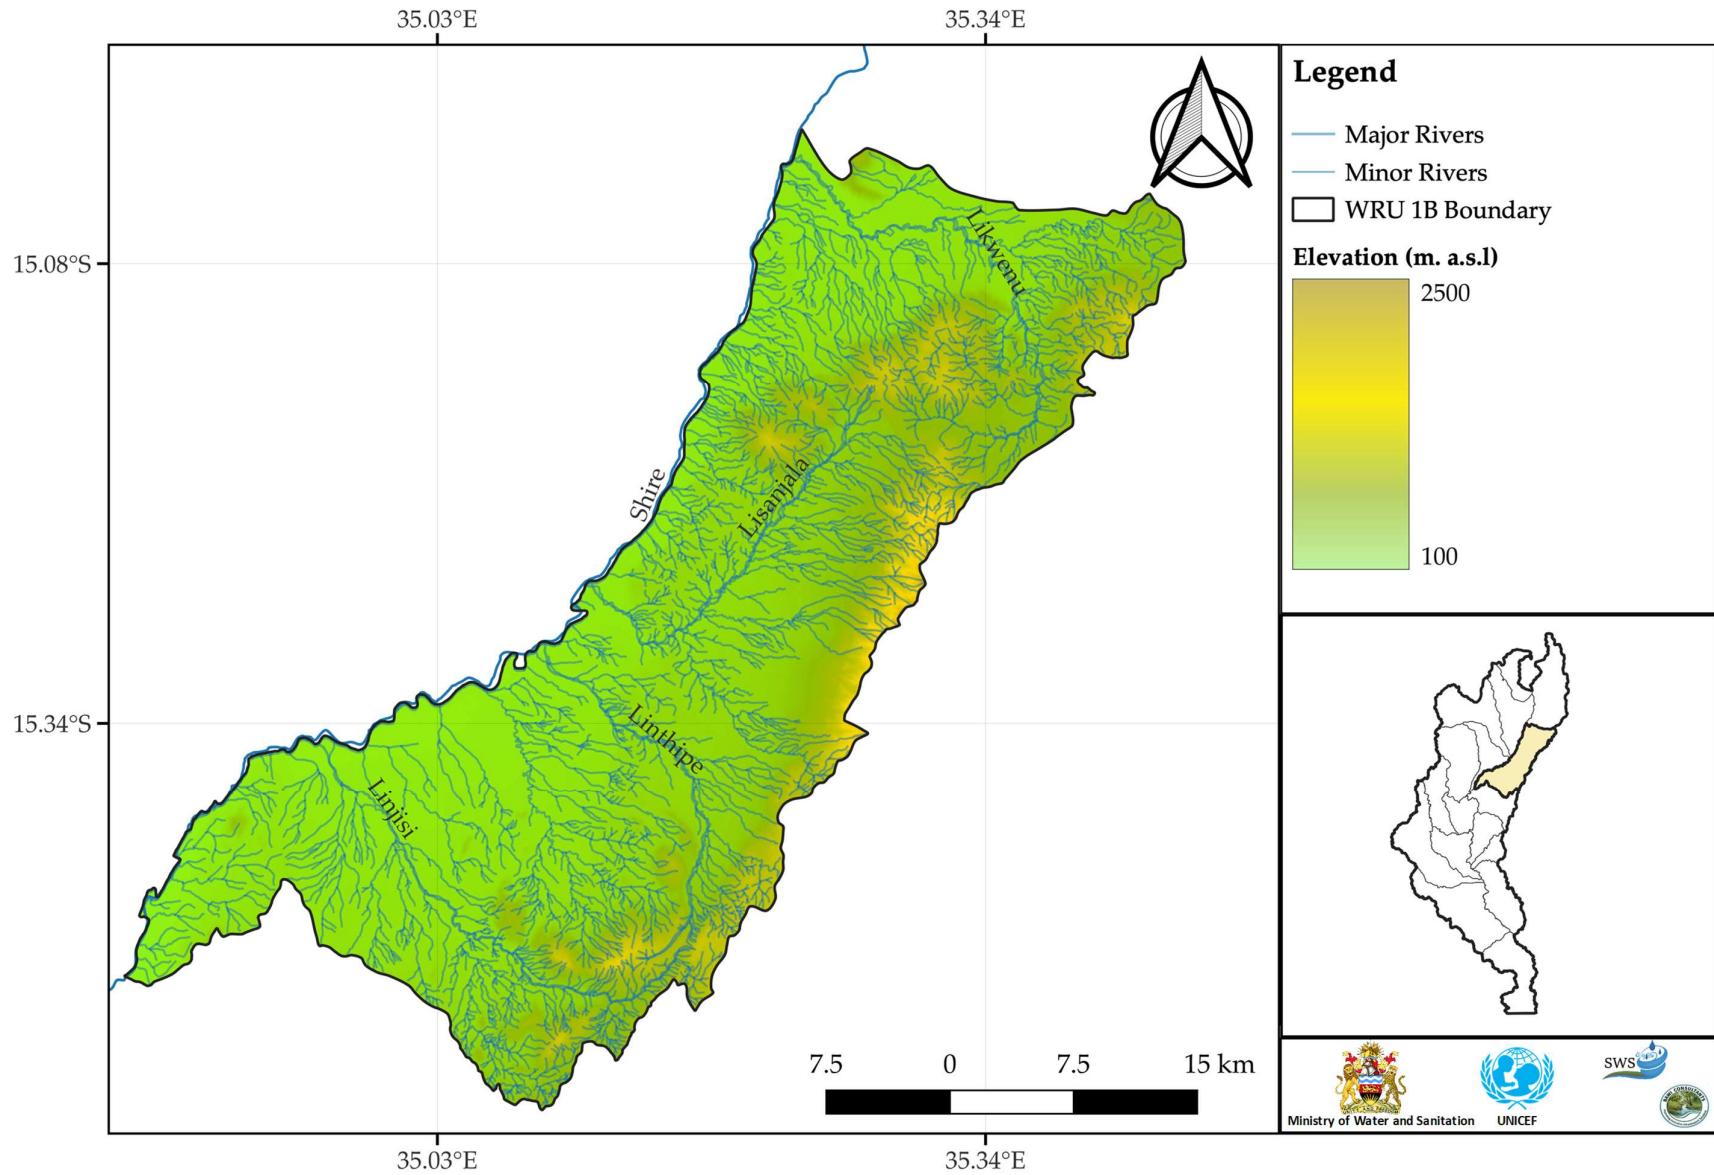 35.03°E
35.34°E
15.08°S
15.34°S
Likwenu
Shire
Lisanjala
Linthipe
Linjisi
7.5
0
7.5
15 km
35.03°E
35.34°E
Legend
Major Rivers
Minor Rivers
WRU 1B Boundary
Elevation (m. a.s.l)
2500
100
Ministry of Water and Sanitation
UNICEF
SWS